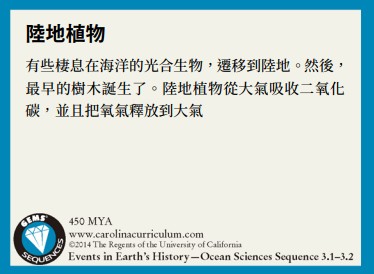 陸地植物
有些棲息在海洋的光合生物，遷移到陸地。然後，
最早的樹木誕生了。陸地植物從大氣吸收二氧化
碳，並且把氧氣釋放到大氣
GEMS®
SEQUENCES™
450 MYA
www.carolinacurriculum.com
©2014 The Regents of the University of California
Events in Earth's History—Ocean Sciences Sequence 3.1–3.2